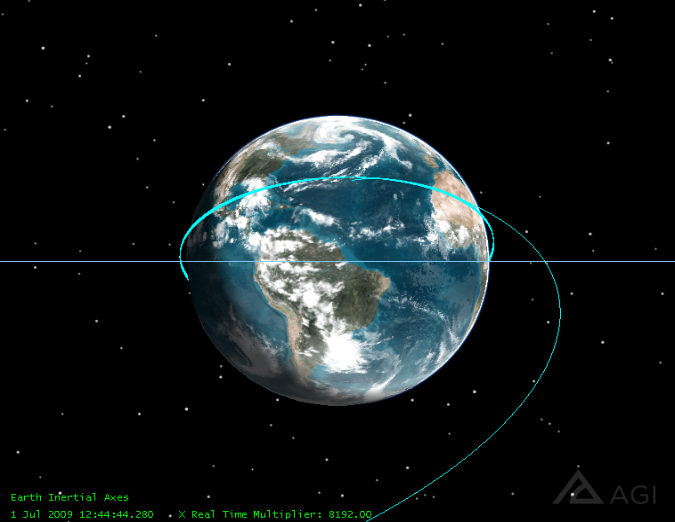 AGI
Earth Inertial Axes
1 Jul 2009 12:44:44.280 X Real Time Multiplier: 8192.00